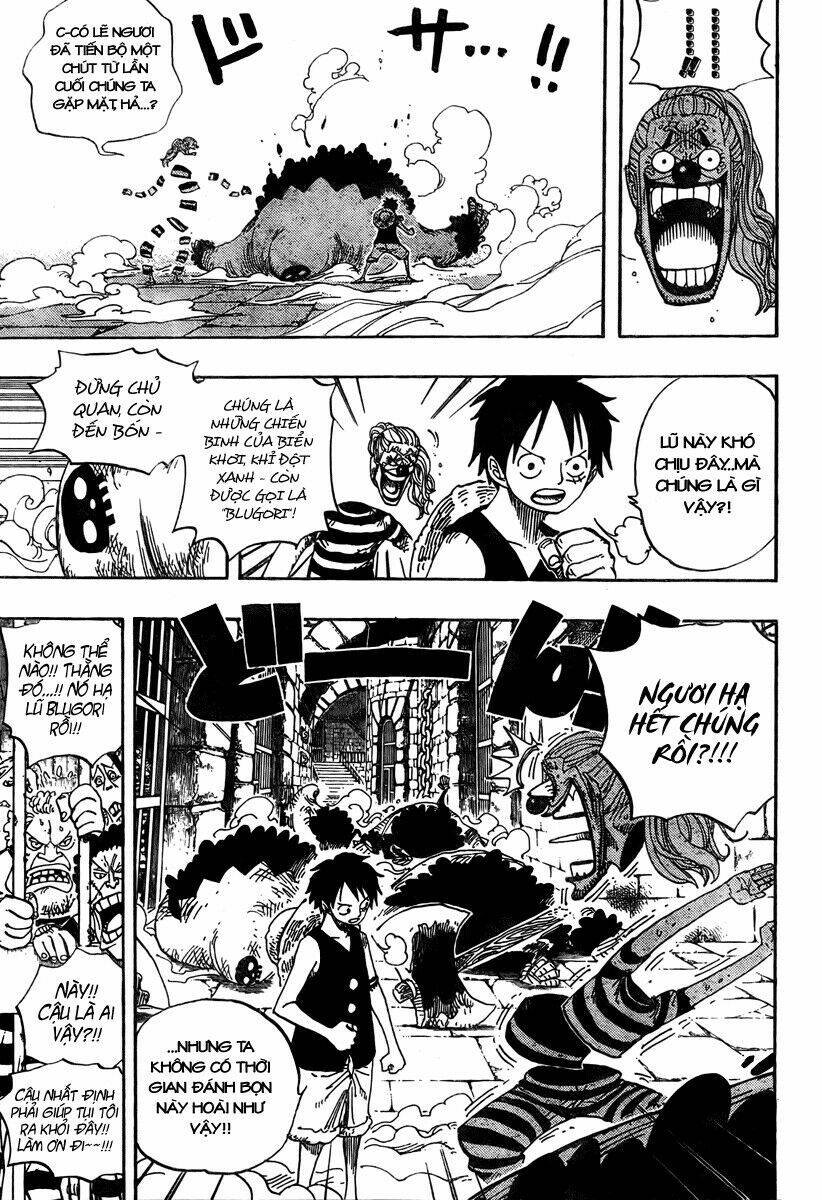 !!
C-CÓ LẼ NGƯƠI
ĐÃ TIẾN BỘ MỘT
CHÚT TỪ LẦN
CUỐI CHÚNG TA
GẶP MẶT, HẢ...?
ドサ…!!
LŨ NÀY KHÓ
CHỊU ĐÂY..MÀ
CHÚNG LÀ GÌ
VẬY?!
CHÚNG LÀ
NHỮNG CHIẾN
BINH CỦA BIỂN
KHƠI, KHỈ ĐỘT
XANH - CÒN
ĐƯỢC GỌI LÀ
'BLUGORI'!
ĐỪNG CHỦ
QUAN, CÒN
ĐẾN BỐN -
NGƯƠI HẠ
HẾT CHÚNG
RỒI?!!!
...NHƯNG TA
KHÔNG CÓ THỜI
GIAN ĐÁNH BỌN
NÀY HOÀI NHƯ
VẬY!!
KHÔNG THỂ
NÀO!! THẰNG
ĐÓ...!! NÓ HẠ
LŨ BLUGORI
RỒI!!
NÀY!!
CẬU LÀ AI
VẬY?!!
CẬU NHẤT ĐỊNH
PHẢI GIÚP TỤI TÔI
RA KHỎI ĐÂY!!
LÀM ƠN ĐI~~!!!